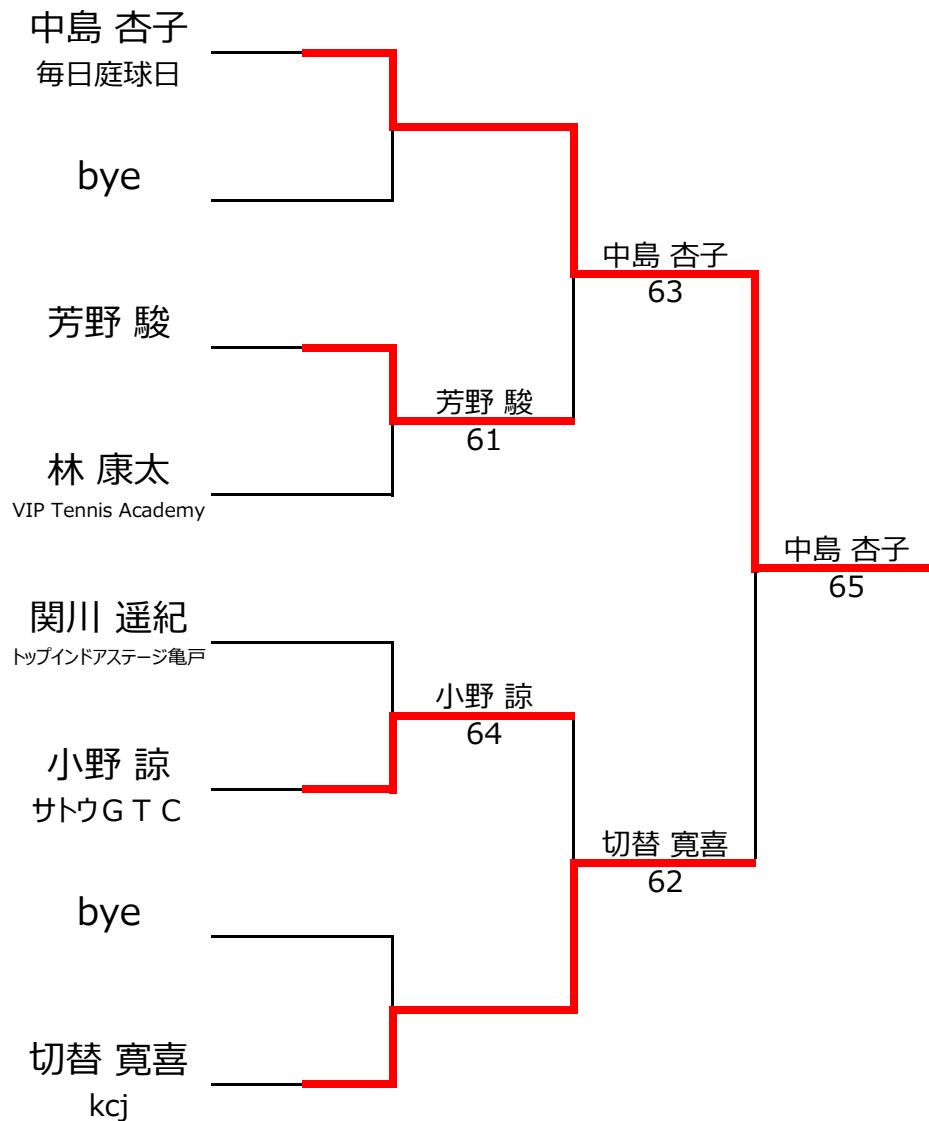 中島 杏子
毎日庭球日
bye
中島 杏子
63
芳野 駿
芳野 駿
61
林 康太
VIP Tennis Academy
中島 杏子
65
関川 遥紀
トップインドアステージ亀戸
小野 諒
64
小野 諒
サトウＧＴＣ
切替 寛喜
62
bye
切替 寛喜
kcj